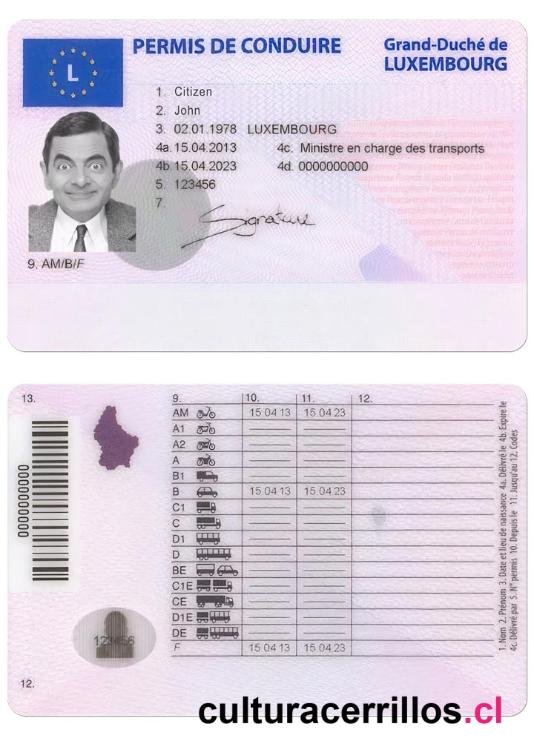 L
PERMIS DE CONDUIRE
Grand-Duché de
LUXEMBOURG
1. Citizen
2. John
3. 02.01.1978 LUXEMBOURG
4a. 15.04.2013 4c. Ministre en charge des transports
4b. 15.04.2023 4d. 0000000000
5. 123456
7.
Signature
9. AM/B/F
13.
0000000000
123456
12.
9. 10. 11. 12.
AM 15 04 13 15 04 23
A1
A2
A
B1
B 15 04 13 15 04 23
C1
C
D1
D
BE
C1E
CE
D1E
DE
F 15 04 13 15 04 23
1. Nom 2. Prénom 3. Date et lieu de naissance 4a. Délivré le 4b. Expire le
4c. Délivré par 5. N° permis 10. Depuis le 11. Jusqu'au 12. Codes
culturacerrillos.cl